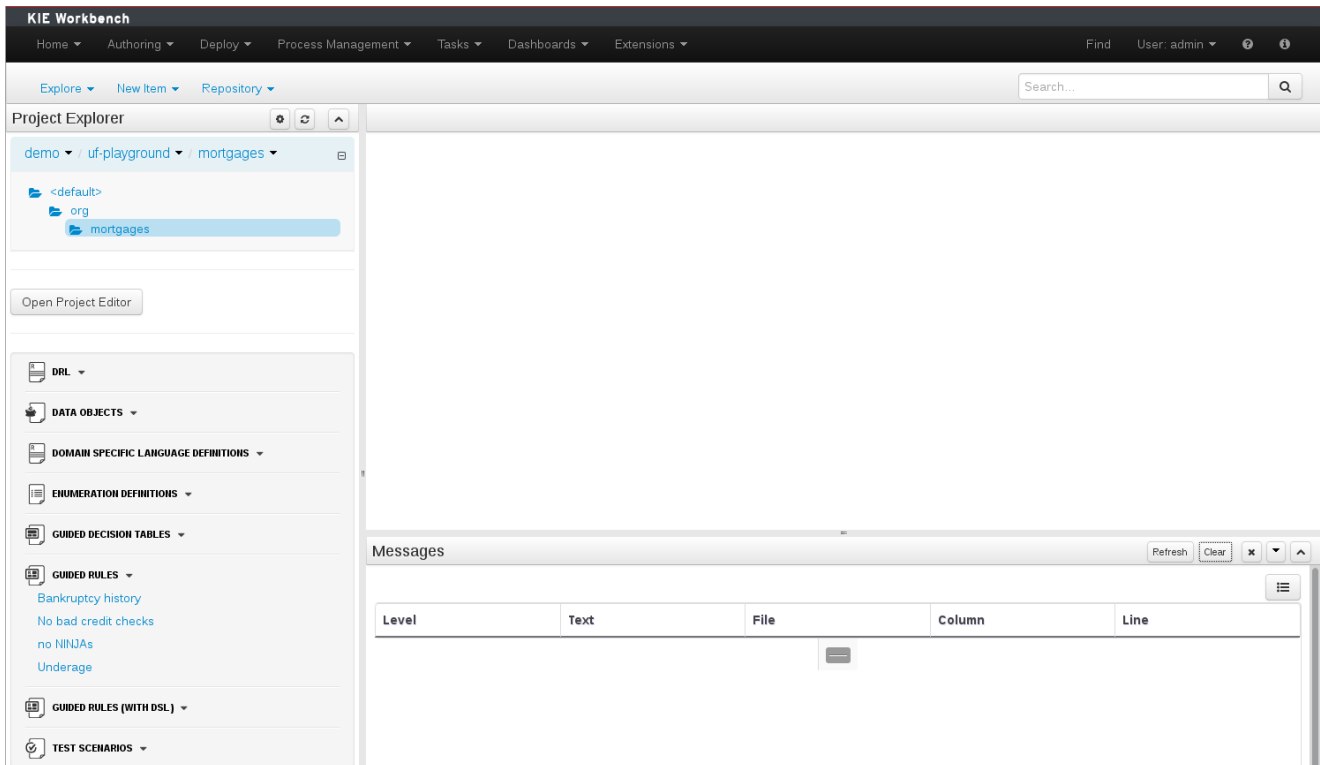 KIE Workbench
Home Authoring Deploy Process Management Tasks Dashboards Extensions Find User: admin
Explore New Item Repository Search...
Project Explorer
demo / uf-playground / mortgages
<default>
org
mortgages
Open Project Editor
DRL
DATA OBJECTS
DOMAIN SPECIFIC LANGUAGE DEFINITIONS
ENUMERATION DEFINITIONS
GUIDED DECISION TABLES
GUIDED RULES
Bankruptcy history
No bad credit checks
no NINJAs
Underage
GUIDED RULES (WITH DSL)
TEST SCENARIOS
Messages Refresh Clear
Level Text File Column Line